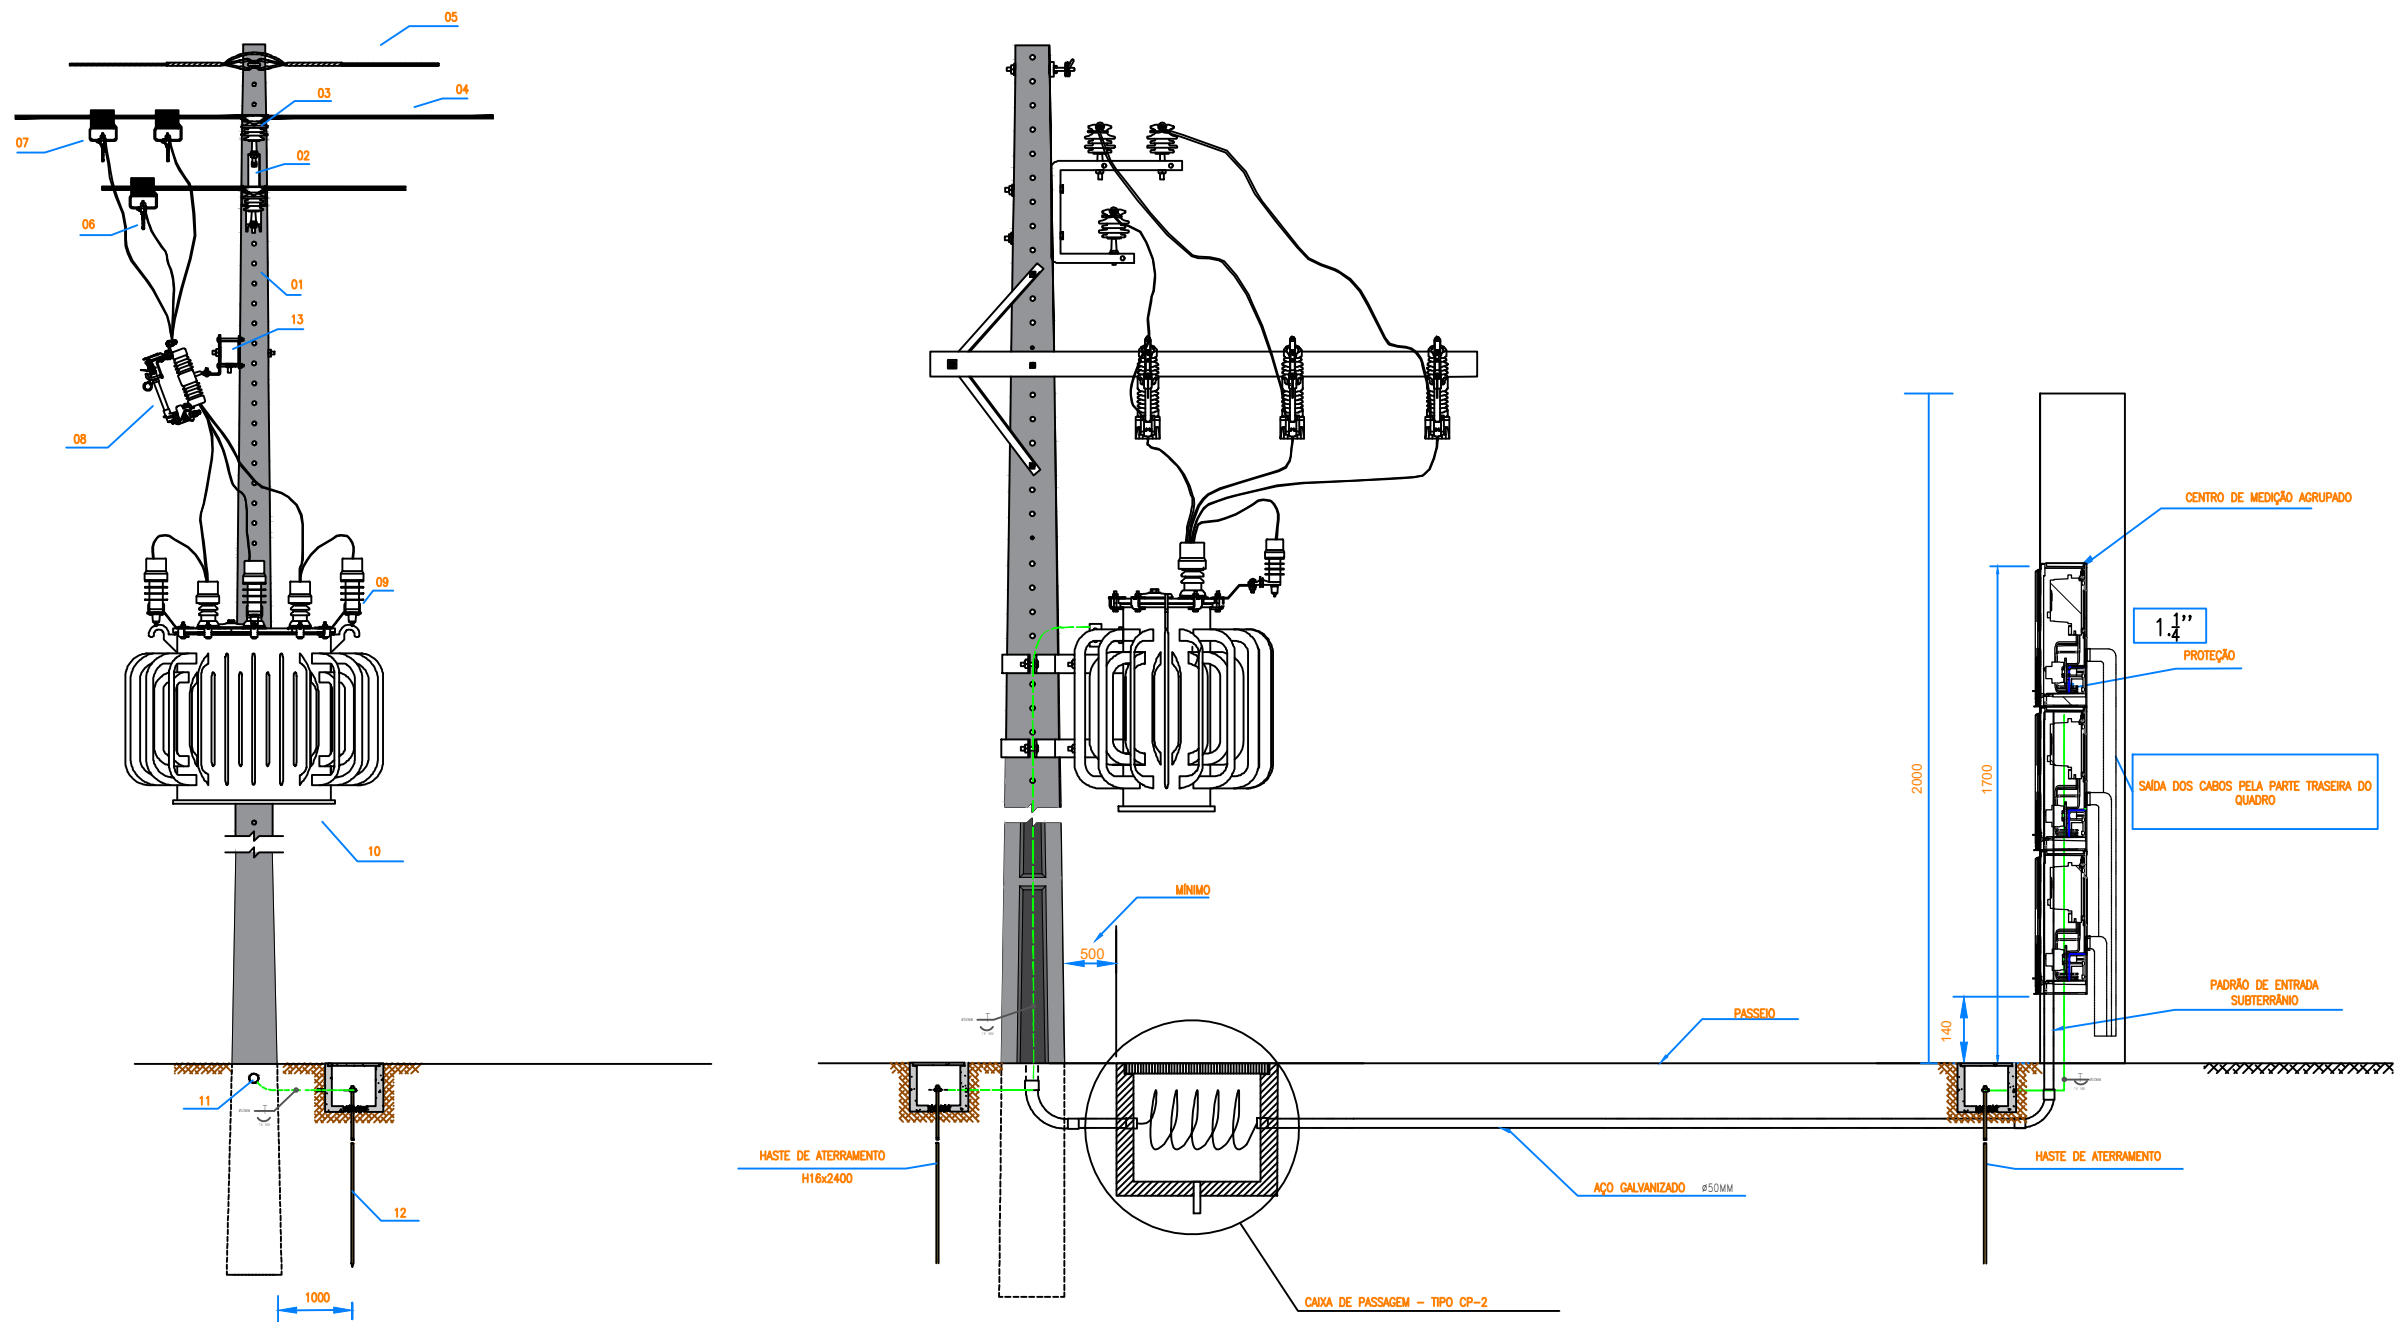 05
04
03
07
02
06
01
13
08
09
10
11
12
1000
MÍNIMO
500
HASTE DE ATERRAMENTO
H16x2400
CAIXA DE PASSAGEM - TIPO CP-2
AÇO GALVANIZADO ø50MM
PASSEIO
2000
1700
140
CENTRO DE MEDIÇÃO AGRUPADO
1.1/4''
PROTEÇÃO
SAÍDA DOS CABOS PELA PARTE TRASEIRA DO
QUADRO
PADRÃO DE ENTRADA
SUBTERRÂNIO
HASTE DE ATERRAMENTO